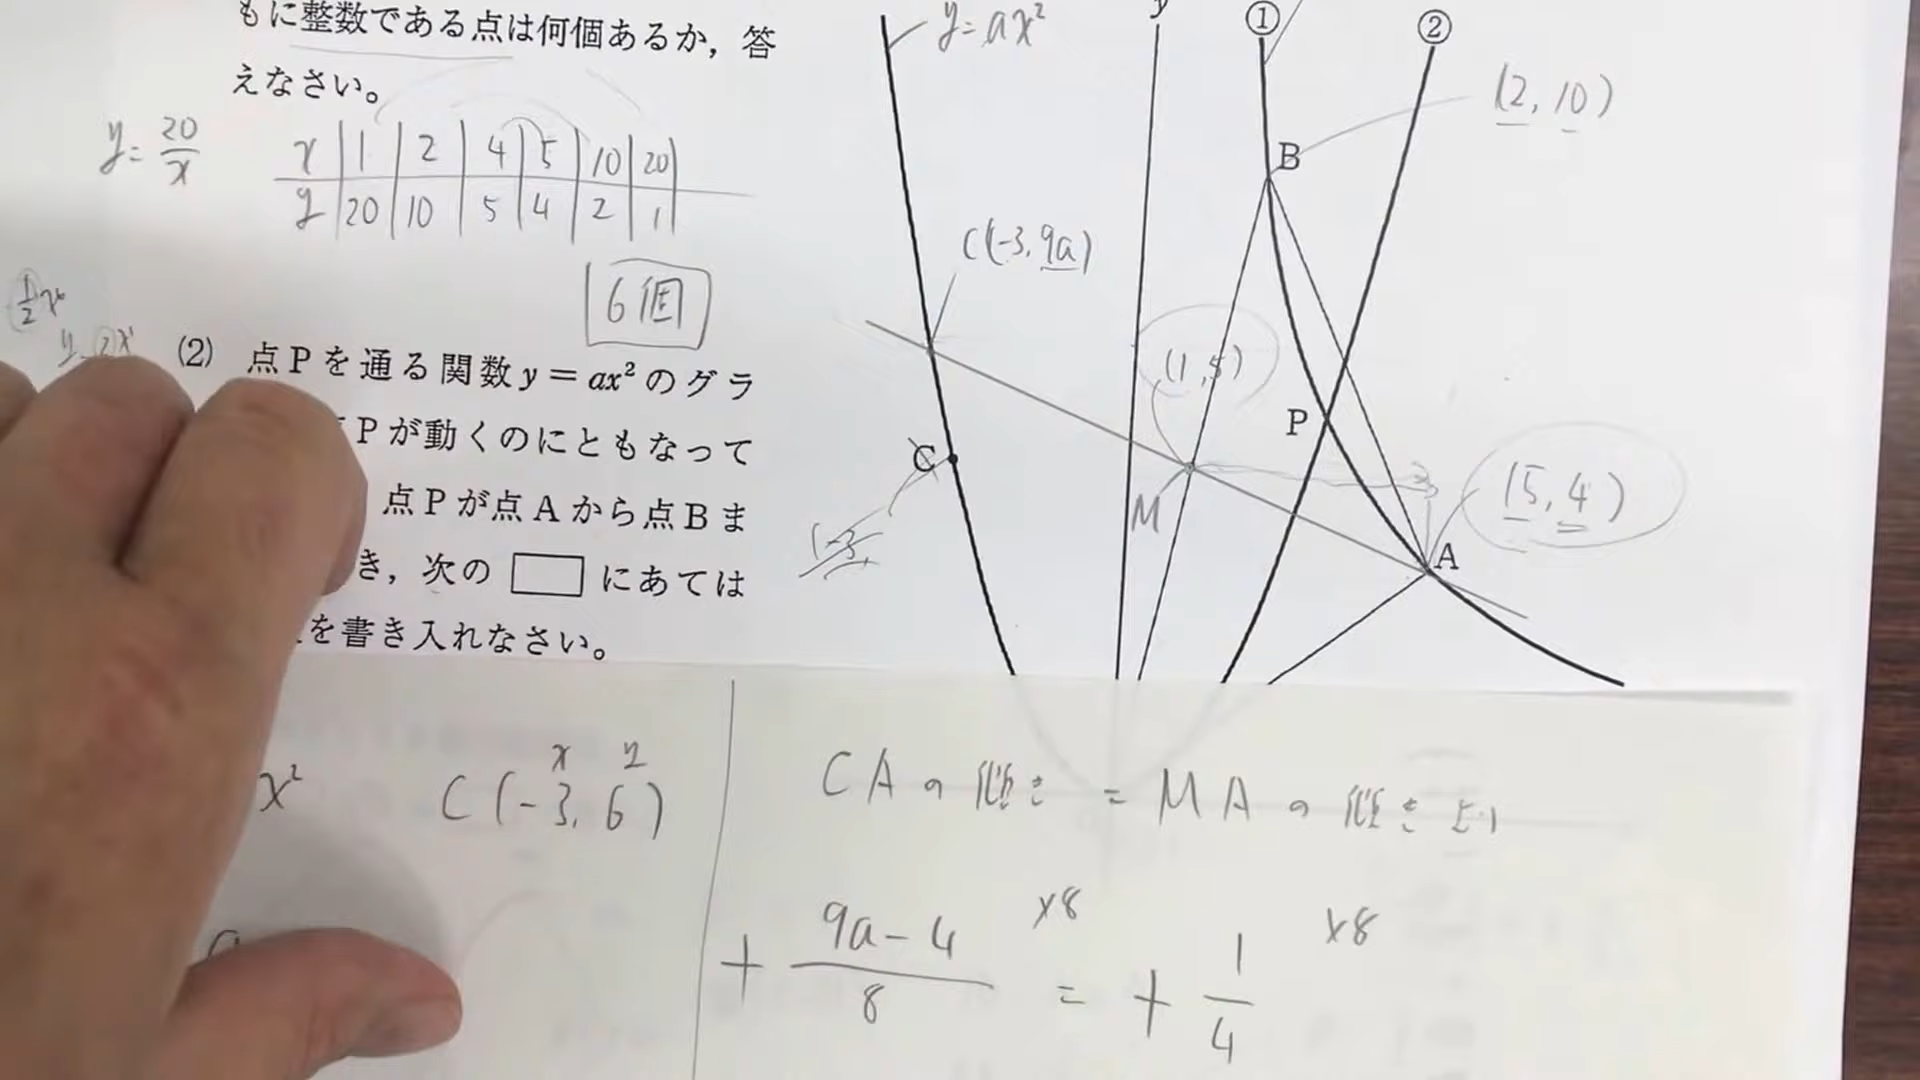 もに整数である点は何個あるか，答
えなさい。
y = 20/x
x 1 2 4 5 10 20
y 20 10 5 4 2 1
6個
(2) 点Pを通る関数y＝ax²のグラ
Pが動くのにともなって
点Pが点Aから点Bま
き，次の にあては
を書き入れなさい。
y=ax²
y
①
②
(2, 10)
B
C(-3, 9a)
(1, 5)
P
C
M
(5, 4)
A
x²
x y
C(-3, 6)
CAの傾き = MAの傾きより
+ 9a-4/8 ×8 = + 1/4 ×8